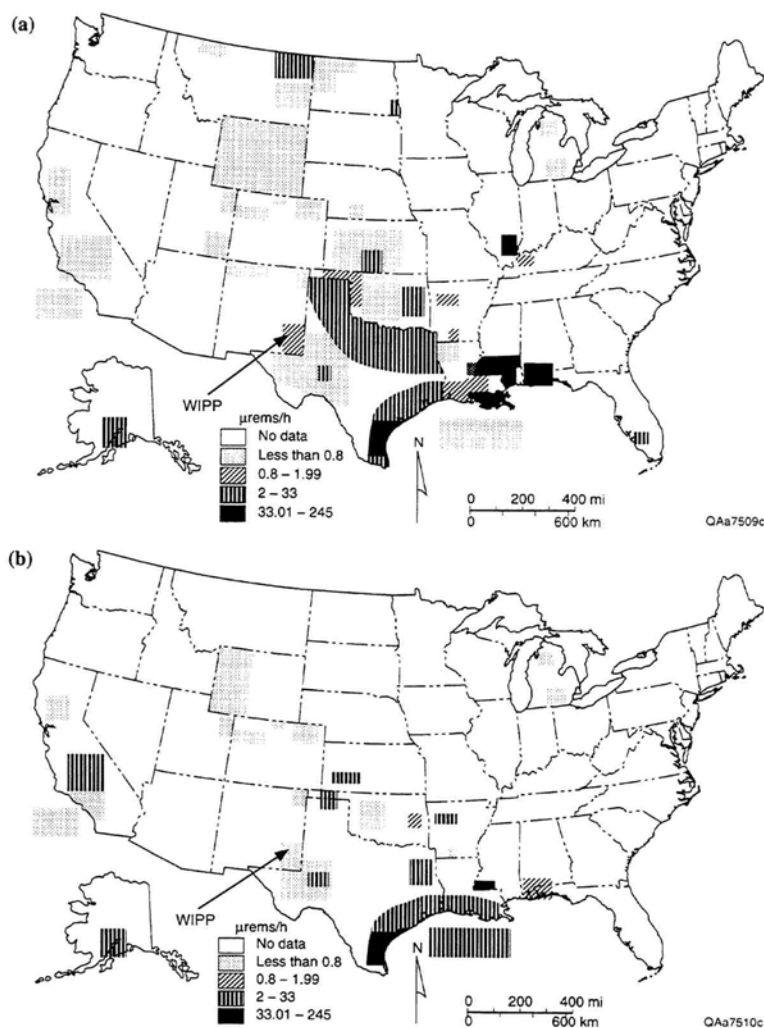 (a)
WIPP
µrems/h
No data
Less than 0.8
0.8 – 1.99
2 – 33
33.01 – 245
N
0 200 400 mi
0 600 km
QAa7509c
(b)
WIPP
µrems/h
No data
Less than 0.8
0.8 – 1.99
2 – 33
33.01 – 245
N
0 200 400 mi
0 600 km
QAa7510c